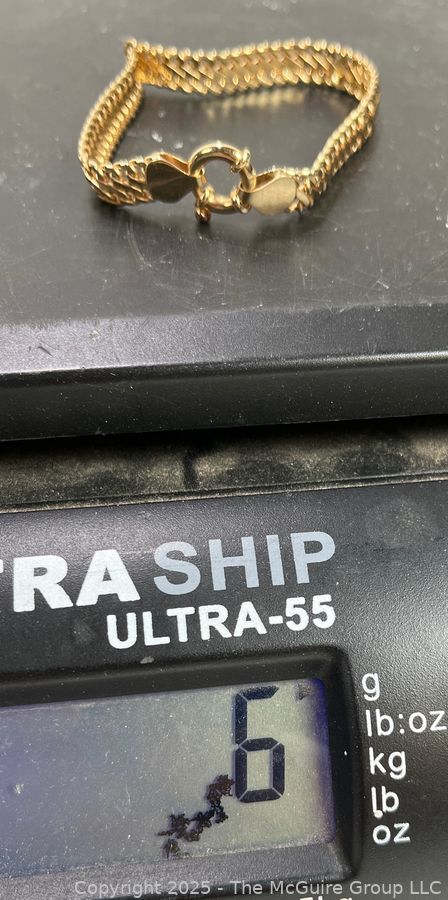 TRA SHIP
ULTRA-55
6
g
lb:oz
kg
lb
oz
Copyright 2025 - The McGuire Group LLC